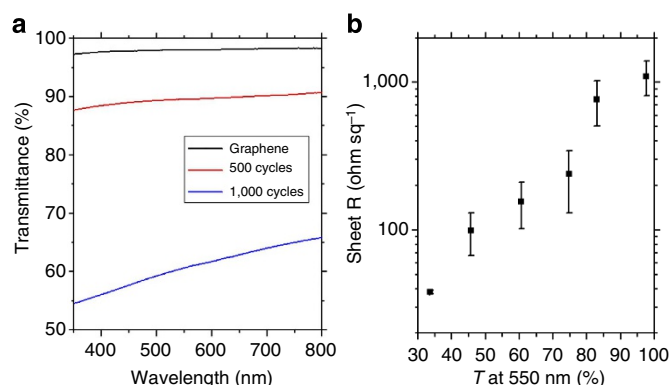 a
100
90
80
70
60
50
Transmittance (%)
Graphene
500 cycles
1,000 cycles
400 500 600 700 800
Wavelength (nm)
b
1,000
100
Sheet R (ohm sq⁻¹)
30 40 50 60 70 80 90 100
T at 550 nm (%)